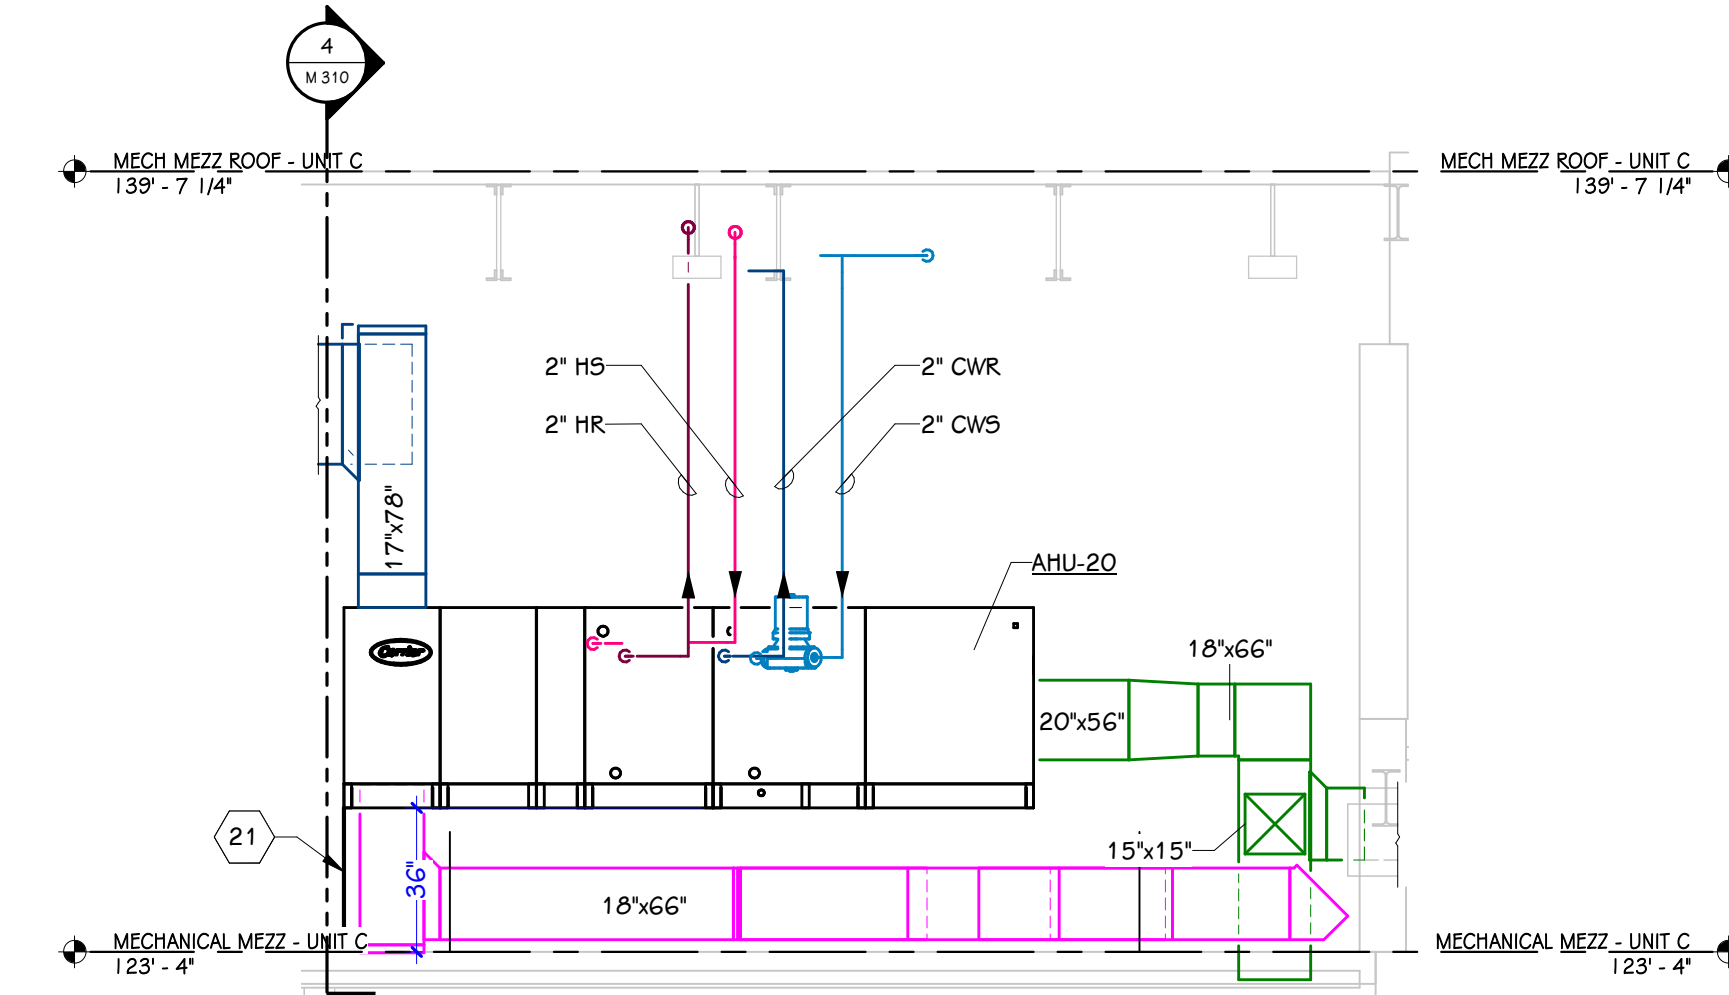 4
M 310
MECH MEZZ ROOF - UNIT C
139' - 7 1/4"
MECH MEZZ ROOF - UNIT C
139' - 7 1/4"
2" HS
2" CWR
2" HR
2" CWS
17"x78"
AHU-20
Carrier
18"x66"
20"x56"
21
36"
15"x15"
18"x66"
MECHANICAL MEZZ - UNIT C
123' - 4"
MECHANICAL MEZZ - UNIT C
123' - 4"